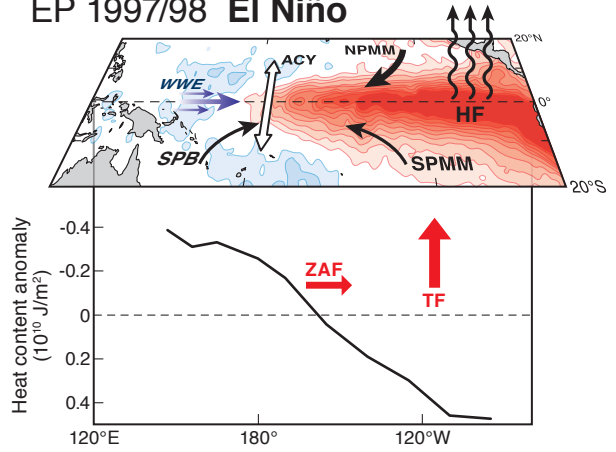 EP 1997/98 El Niño
20°N
NPMM
ACY
WWE
HF
0°
SPB
SPMM
20°S
Heat content anomaly
(10¹⁰ J/m²)
-0.4
-0.2
0
0.2
0.4
ZAF
TF
120°E
180°
120°W